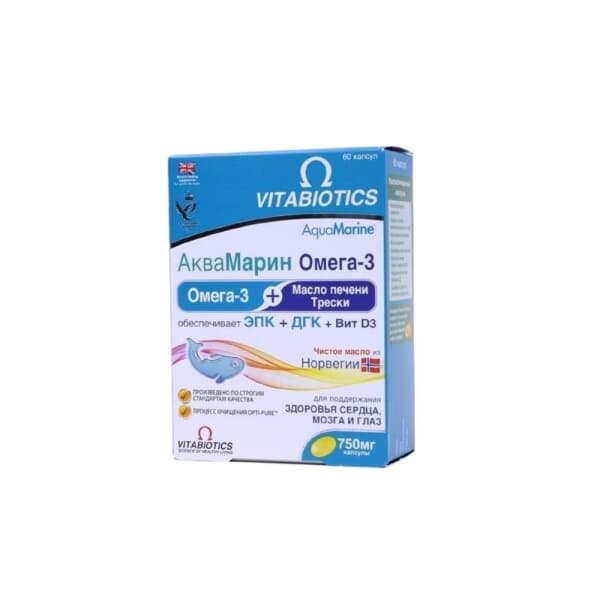 60 капсул
VITABIOTICS
AquaMarine®
АкваМарин Омега-3
Омега-3 + Масло печени
Трески
обеспечивает ЭПК + ДГК + Вит D3
Чистое масло из
Норвегии
ПРОИЗВЕДЕНО ПО СТРОГИМ
СТАНДАРТАМ КАЧЕСТВА
ПРОЦЕСС ОЧИЩЕНИЯ OPTI-PURE™
для поддержания
ЗДОРОВЬЯ СЕРДЦА,
МОЗГА И ГЛАЗ
VITABIOTICS
SCIENCE OF HEALTHY LIVING
750мг
капсулы